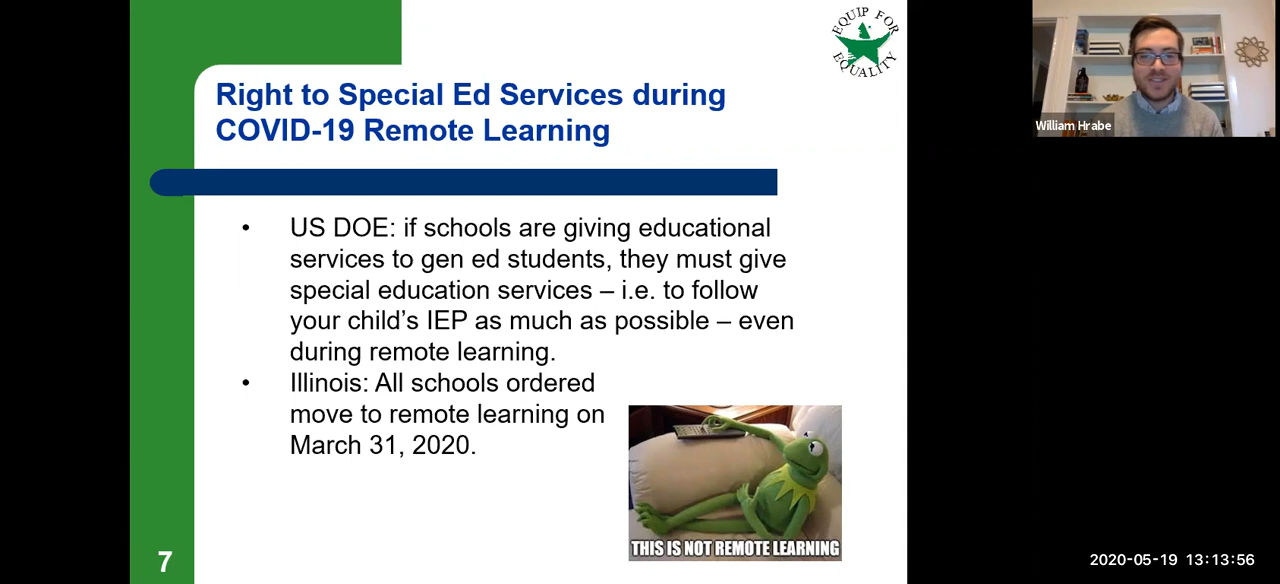 EQUIP FOR
EQUALITY
Right to Special Ed Services during
COVID-19 Remote Learning
William Hrabe
• US DOE: if schools are giving educational
services to gen ed students, they must give
special education services – i.e. to follow
your child’s IEP as much as possible – even
during remote learning.
• Illinois: All schools ordered
move to remote learning on
March 31, 2020.
THIS IS NOT REMOTE LEARNING
7
2020-05-19 13:13:56